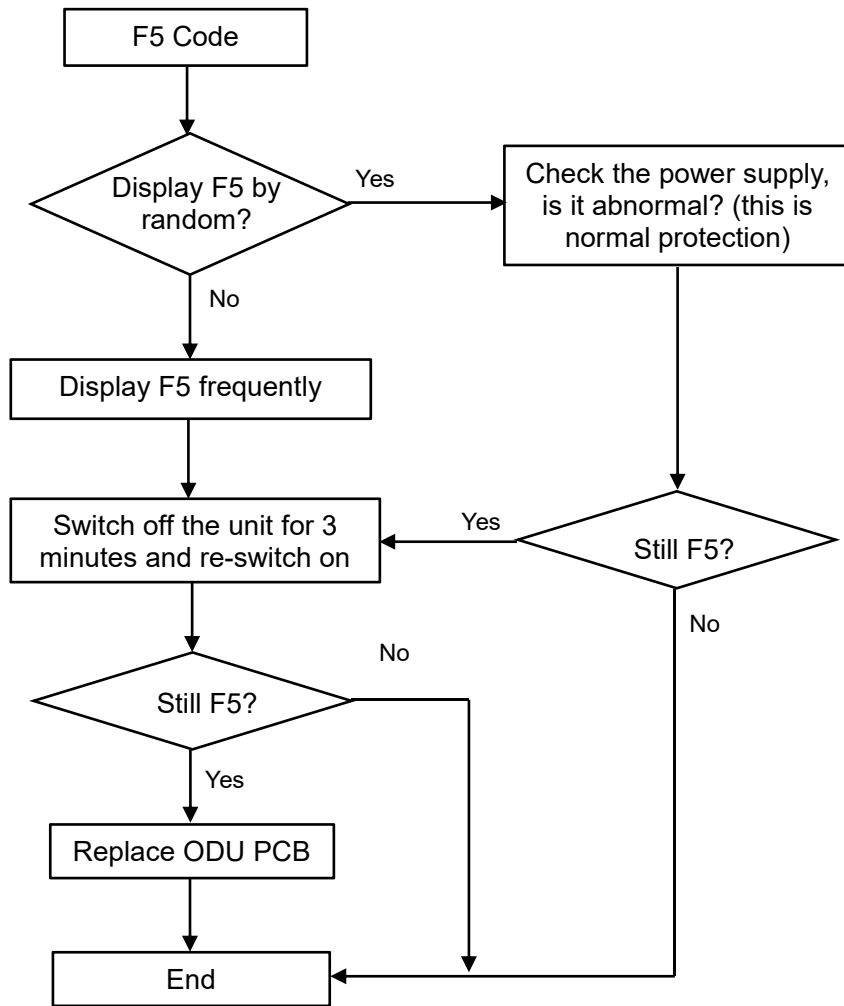 F5 Code
Display F5 by
random?
Yes
Check the power supply,
is it abnormal? (this is
normal protection)
No
Display F5 frequently
Switch off the unit for 3
minutes and re-switch on
Yes
Still F5?
No
No
Still F5?
Yes
Replace ODU PCB
End